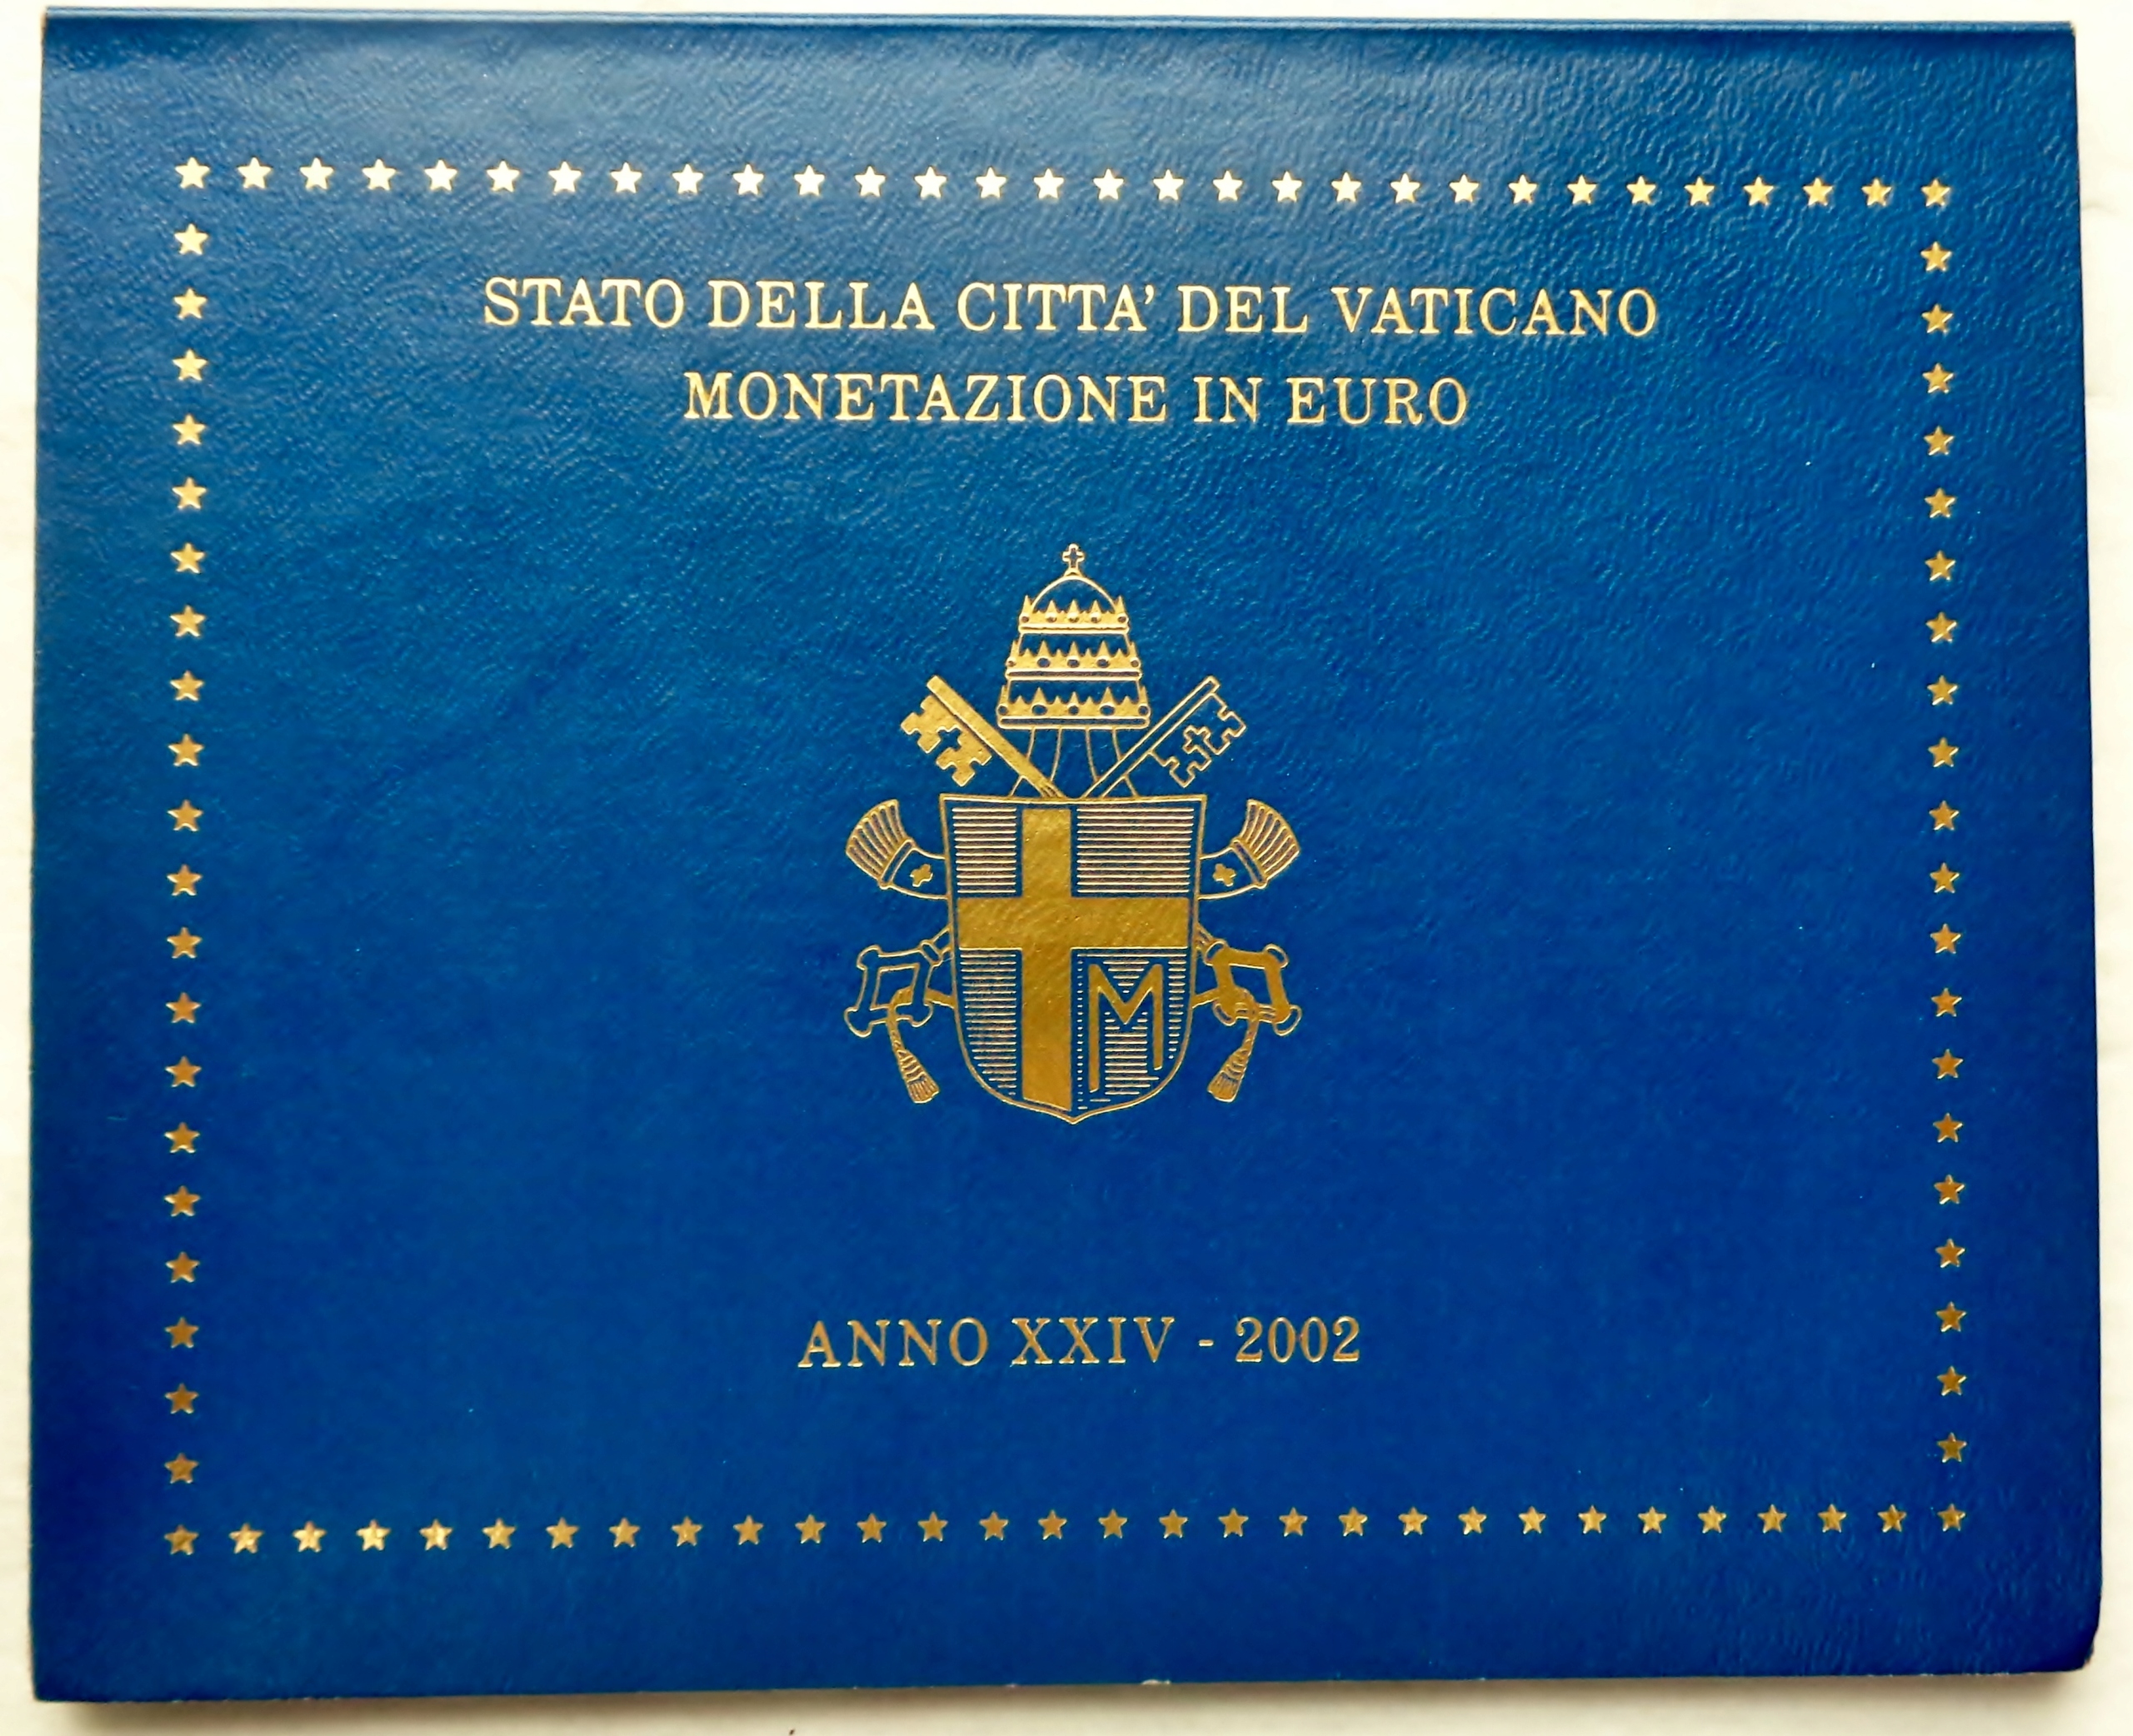 STATO DELLA CITTA' DEL VATICANO
MONETAZIONE IN EURO
M
ANNO XXIV - 2002